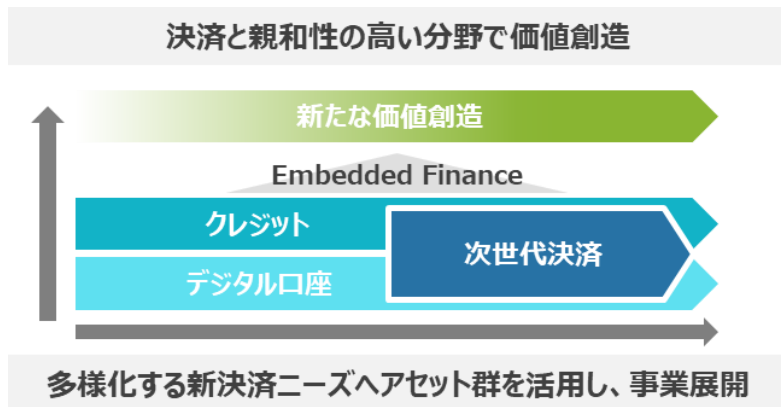 決済と親和性の高い分野で価値創造
新たな価値創造
Embedded Finance
クレジット
次世代決済
デジタル口座
多様化する新決済ニーズへアセット群を活用し、事業展開